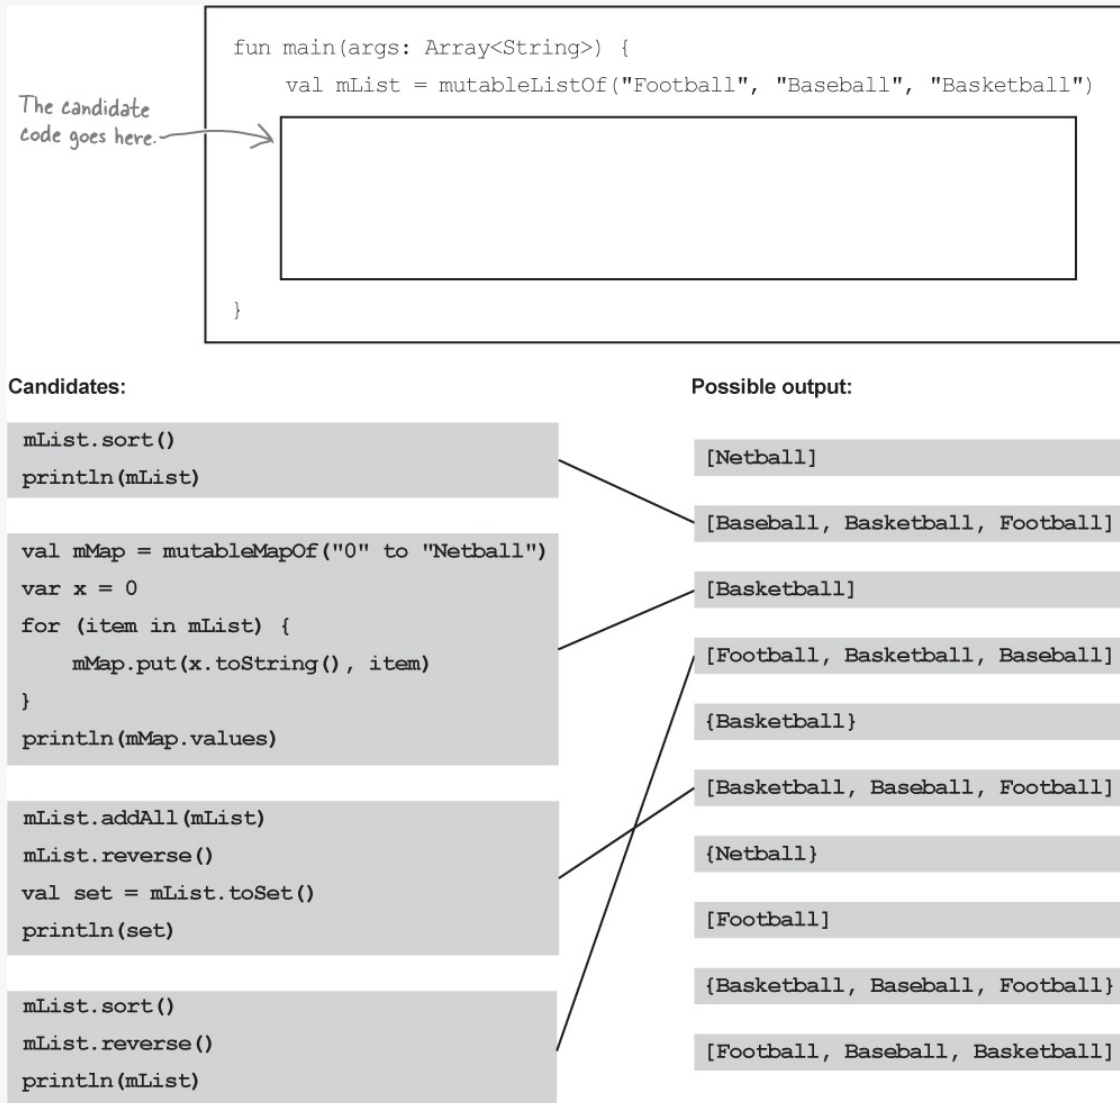 fun main(args: Array<String>) {
val mList = mutableListOf("Football", "Baseball", "Basketball")
The candidate
code goes here.
}
Candidates:
mList.sort()
println(mList)
val mMap = mutableMapOf("0" to "Netball")
var x = 0
for (item in mList) {
mMap.put(x.toString(), item)
}
println(mMap.values)
mList.addAll(mList)
mList.reverse()
val set = mList.toSet()
println(set)
mList.sort()
mList.reverse()
println(mList)
Possible output:
[Netball]
[Baseball, Basketball, Football]
[Basketball]
[Football, Basketball, Baseball]
{Basketball}
[Basketball, Baseball, Football]
{Netball}
[Football]
{Basketball, Baseball, Football}
[Football, Baseball, Basketball]